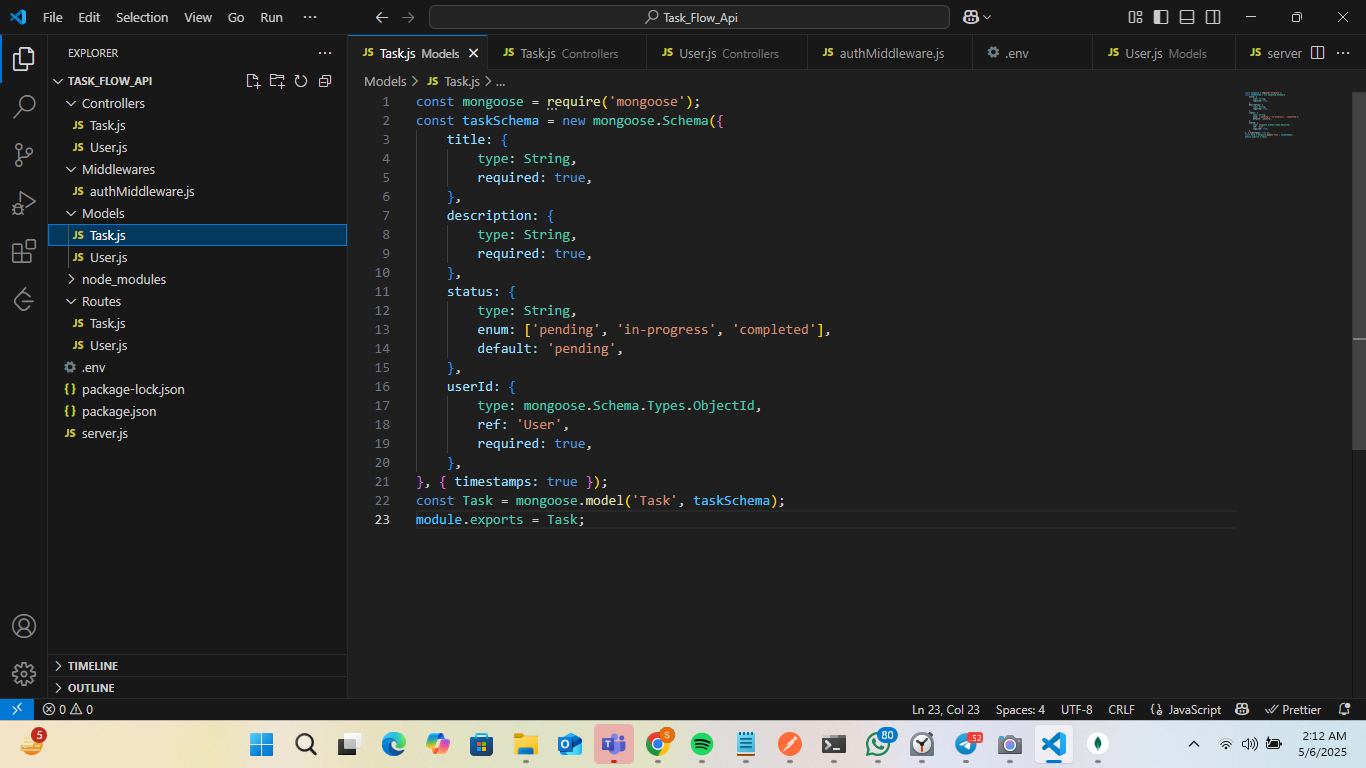 File Edit Selection View Go Run ···
Task_Flow_Api
EXPLORER ···
TASK_FLOW_API
Controllers
JS Task.js
JS User.js
Middlewares
JS authMiddleware.js
Models
JS Task.js
JS User.js
node_modules
Routes
JS Task.js
JS User.js
.env
{} package-lock.json
{} package.json
JS server.js
TIMELINE
OUTLINE
JS Task.js Models
JS Task.js Controllers
JS User.js Controllers
JS authMiddleware.js
.env
JS User.js Models
JS server
Models > JS Task.js > ...
1 const mongoose = require('mongoose');
2 const taskSchema = new mongoose.Schema({
3 title: {
4 type: String,
5 required: true,
6 },
7 description: {
8 type: String,
9 required: true,
10 },
11 status: {
12 type: String,
13 enum: ['pending', 'in-progress', 'completed'],
14 default: 'pending',
15 },
16 userId: {
17 type: mongoose.Schema.Types.ObjectId,
18 ref: 'User',
19 required: true,
20 },
21 }, { timestamps: true });
22 const Task = mongoose.model('Task', taskSchema);
23 module.exports = Task;
0 0
Ln 23, Col 23 Spaces: 4 UTF-8 CRLF {} JavaScript Prettier
5
S
80
52
2:12 AM
5/6/2025